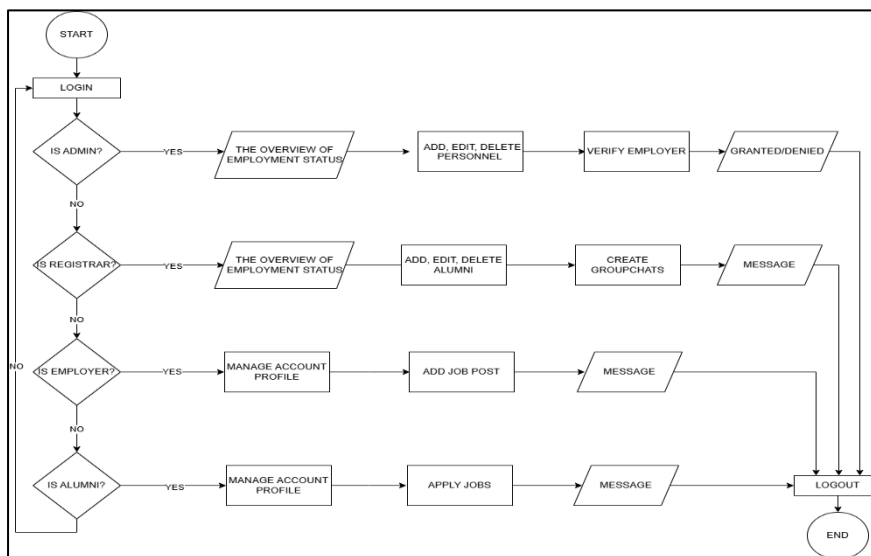 START
LOGIN
IS ADMIN?
YES
THE OVERVIEW OF
EMPLOYMENT STATUS
ADD, EDIT, DELETE
PERSONNEL
VERIFY EMPLOYER
GRANTED/DENIED
NO
IS REGISTRAR?
YES
THE OVERVIEW OF
EMPLOYMENT STATUS
ADD, EDIT, DELETE
ALUMNI
CREATE
GROUPCHATS
MESSAGE
NO
NO
IS EMPLOYER?
YES
MANAGE ACCOUNT
PROFILE
ADD JOB POST
MESSAGE
NO
IS ALUMNI?
YES
MANAGE ACCOUNT
PROFILE
APPLY JOBS
MESSAGE
LOGOUT
END